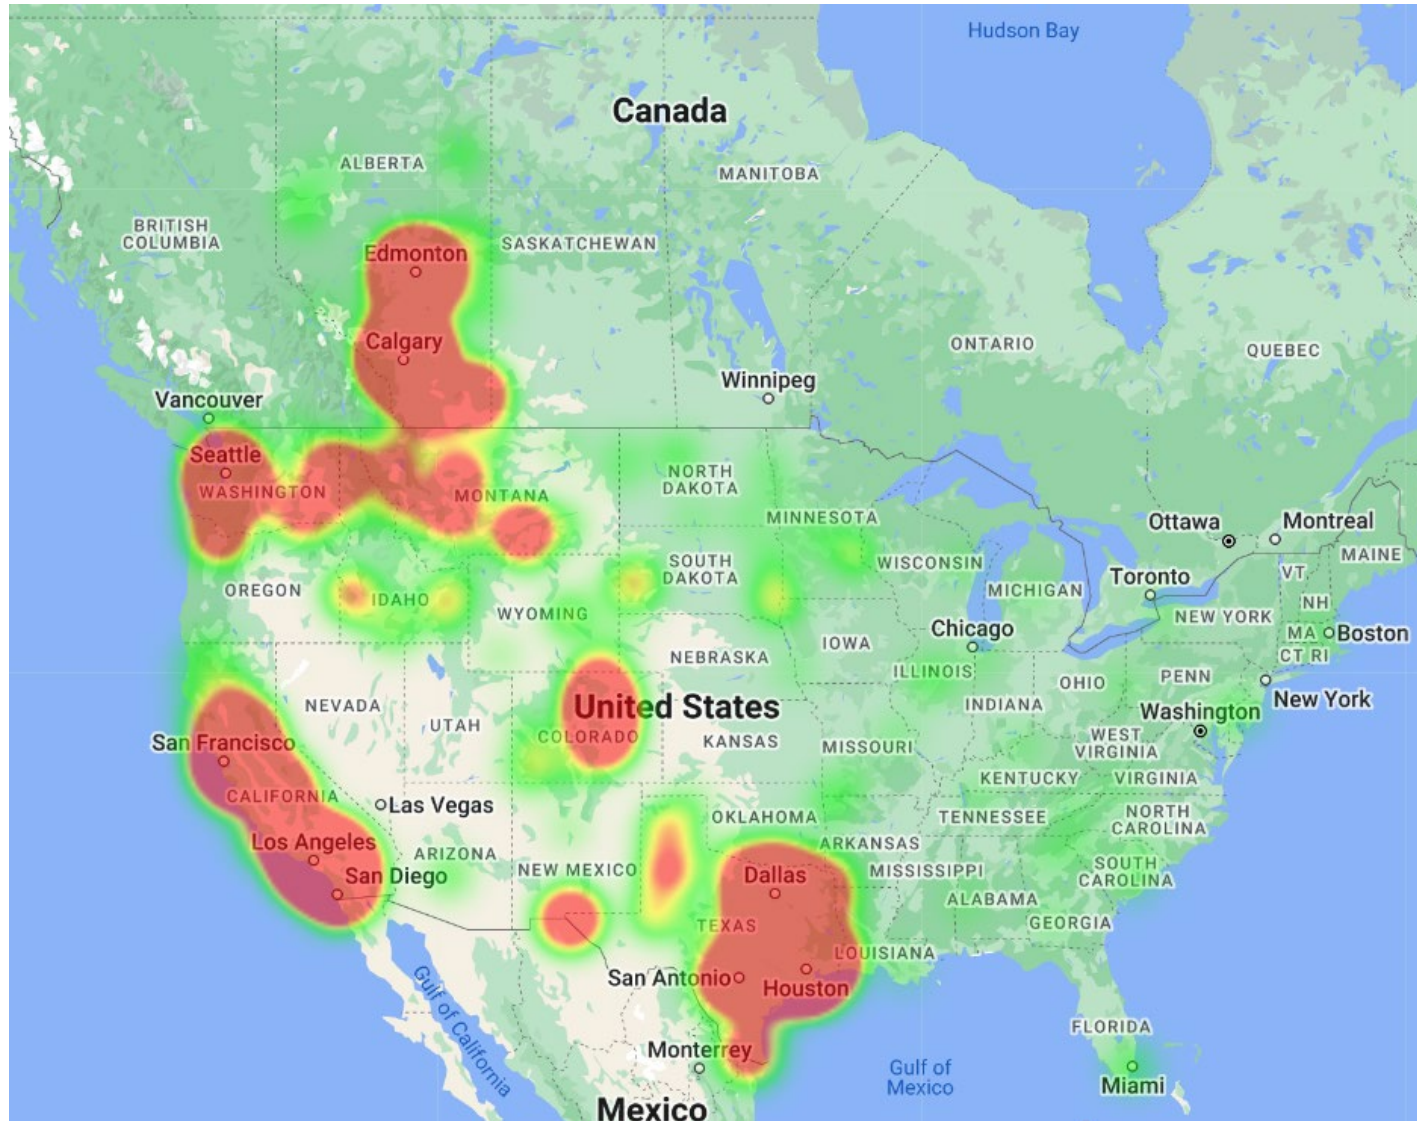 Hudson Bay
Canada
ALBERTA
MANITOBA
BRITISH
COLUMBIA
Edmonton
SASKATCHEWAN
Calgary
ONTARIO
QUEBEC
Winnipeg
Vancouver
Seattle
WASHINGTON
MONTANA
NORTH
DAKOTA
MINNESOTA
Ottawa
Montreal
MAINE
OREGON
IDAHO
WYOMING
SOUTH
DAKOTA
WISCONSIN
MICHIGAN
Toronto
VT
NH
NEW YORK
MA
Boston
CT RI
Chicago
IOWA
NEBRASKA
ILLINOIS
OHIO
PENN
New York
NEVADA
UTAH
United States
COLORADO
KANSAS
MISSOURI
INDIANA
Washington
WEST
VIRGINIA
San Francisco
CALIFORNIA
Las Vegas
KENTUCKY
VIRGINIA
OKLAHOMA
TENNESSEE
NORTH
CAROLINA
Los Angeles
ARIZONA
NEW MEXICO
ARKANSAS
MISSISSIPPI
SOUTH
CAROLINA
San Diego
Dallas
ALABAMA
GEORGIA
TEXAS
LOUISIANA
San Antonio
Houston
Gulf of California
FLORIDA
Monterrey
Gulf of
Mexico
Miami
Mexico